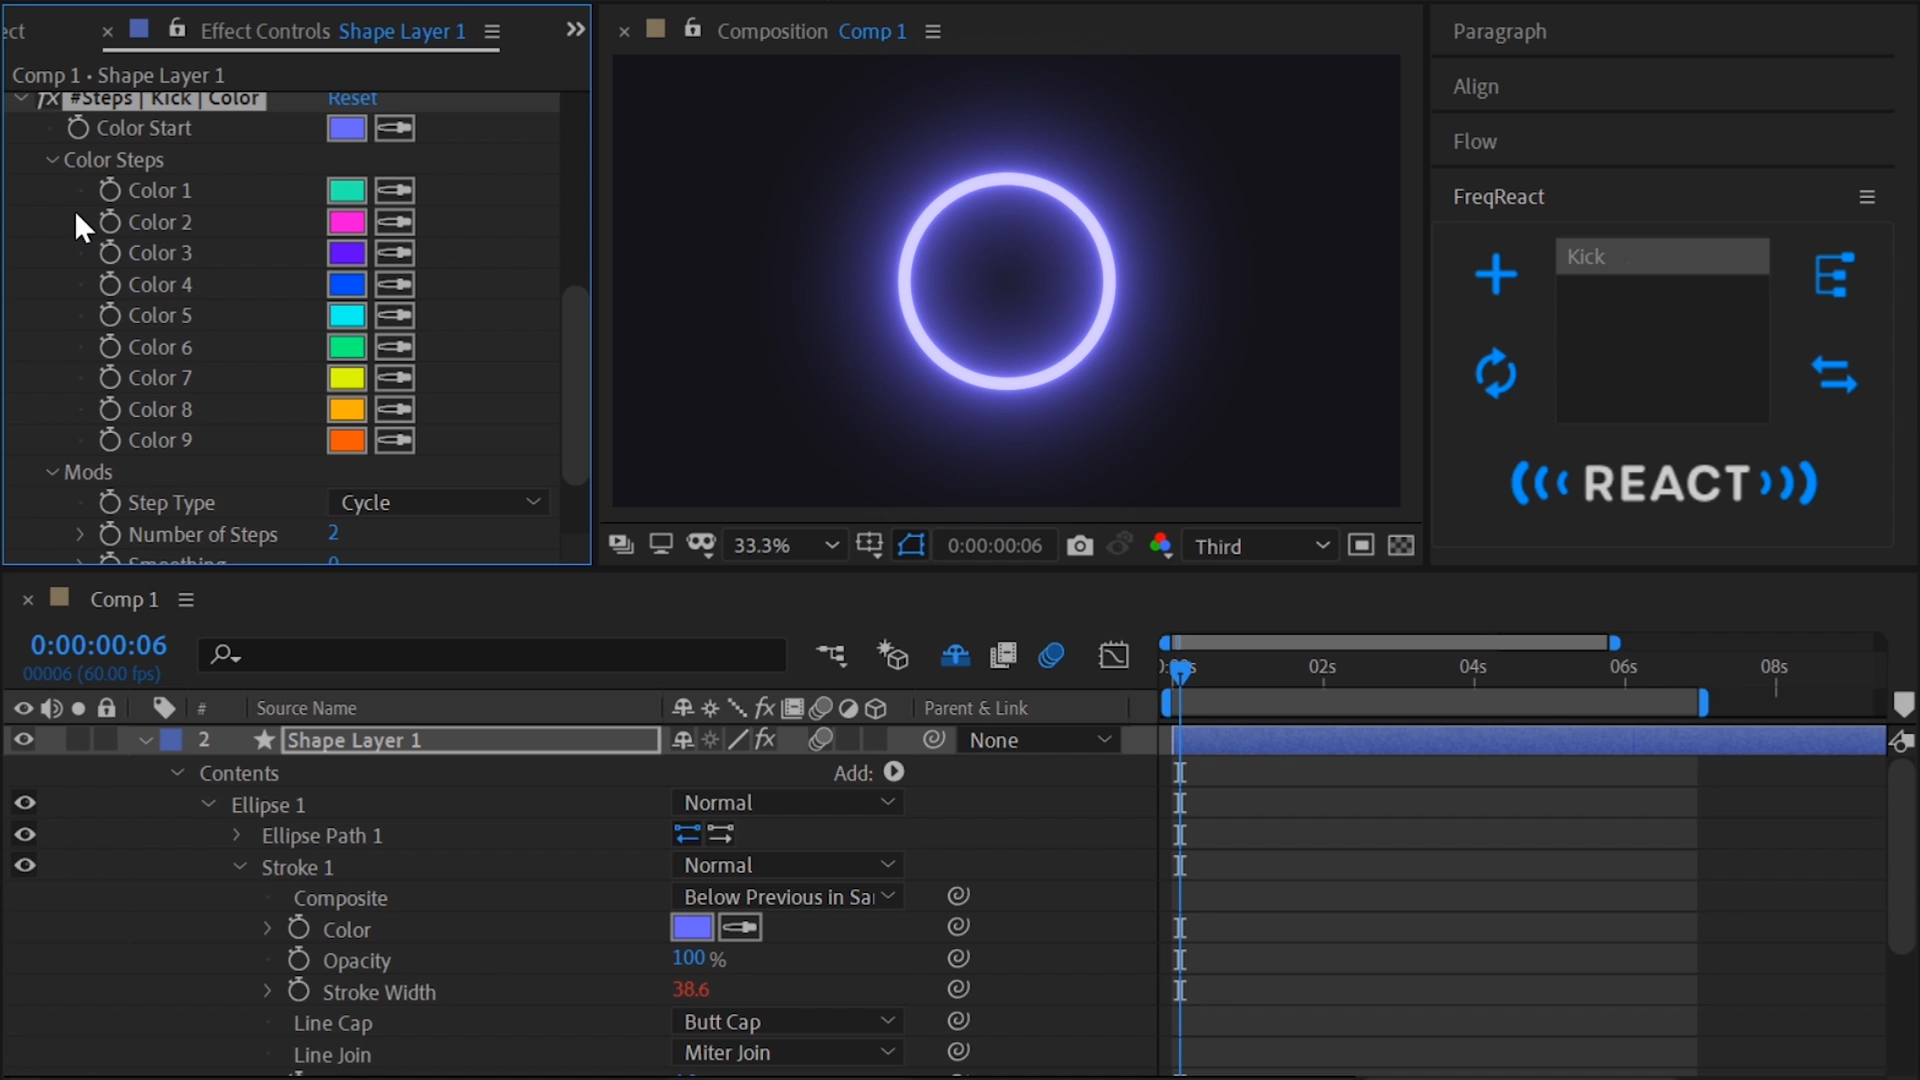 ect
× Effect Controls Shape Layer 1
Comp 1 • Shape Layer 1
fx #Steps | Kick | Color Reset
Color Start
Color Steps
Color 1
Color 2
Color 3
Color 4
Color 5
Color 6
Color 7
Color 8
Color 9
Mods
Step Type Cycle
Number of Steps 2
Smoothing 0
× Composition Comp 1
33.3% 0:00:00:06 Third
Paragraph
Align
Flow
FreqReact
Kick
REACT
× Comp 1
0:00:00:06
00006 (60.00 fps)
02s 04s 06s 08s
# Source Name fx Parent & Link
2 Shape Layer 1 fx None
Contents Add:
Ellipse 1 Normal
Ellipse Path 1
Stroke 1 Normal
Composite Below Previous in Sa
Color
Opacity 100 %
Stroke Width 38.6
Line Cap Butt Cap
Line Join Miter Join